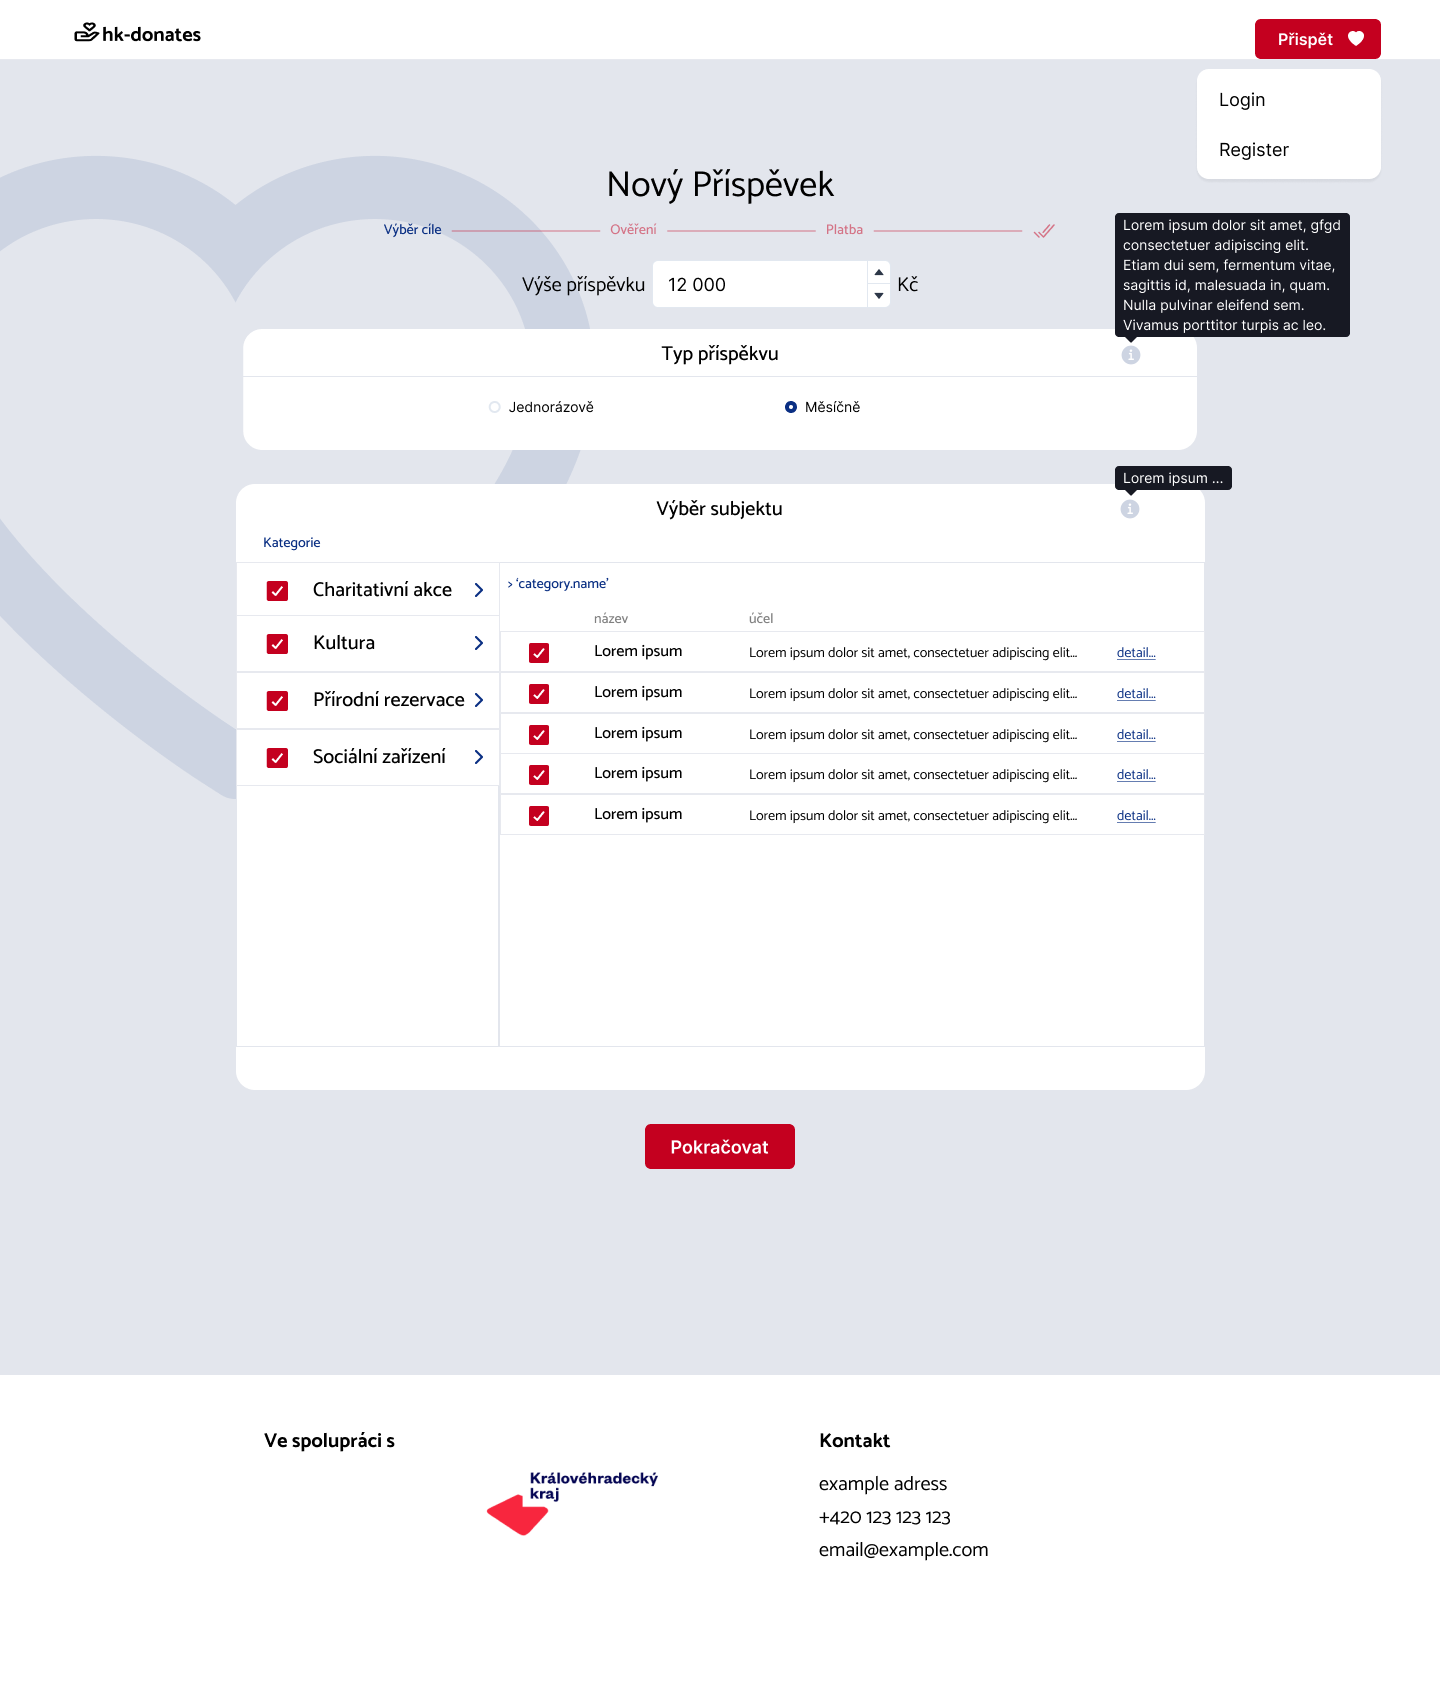 hk-donates
Přispět
Login
Register
Nový Příspěvek
Výběr cíle
Ověření
Platba
Lorem ipsum dolor sit amet, gfgd
consectetuer adipiscing elit.
Etiam dui sem, fermentum vitae,
sagittis id, malesuada in, quam.
Nulla pulvinar eleifend sem.
Vivamus porttitor turpis ac leo.
Výše příspěvku 12 000 Kč
Typ příspěkvu
Jednorázově
Měsíčně
Lorem ipsum ...
Výběr subjektu
Kategorie
Charitativní akce
Kultura
Přírodní rezervace
Sociální zařízení
> ‘category.name’
název účel
Lorem ipsum Lorem ipsum dolor sit amet, consectetuer adipiscing elit... detail...
Lorem ipsum Lorem ipsum dolor sit amet, consectetuer adipiscing elit... detail...
Lorem ipsum Lorem ipsum dolor sit amet, consectetuer adipiscing elit... detail...
Lorem ipsum Lorem ipsum dolor sit amet, consectetuer adipiscing elit... detail...
Lorem ipsum Lorem ipsum dolor sit amet, consectetuer adipiscing elit... detail...
Pokračovat
Ve spolupráci s
Královéhradecký
kraj
Kontakt
example adress
+420 123 123 123
email@example.com